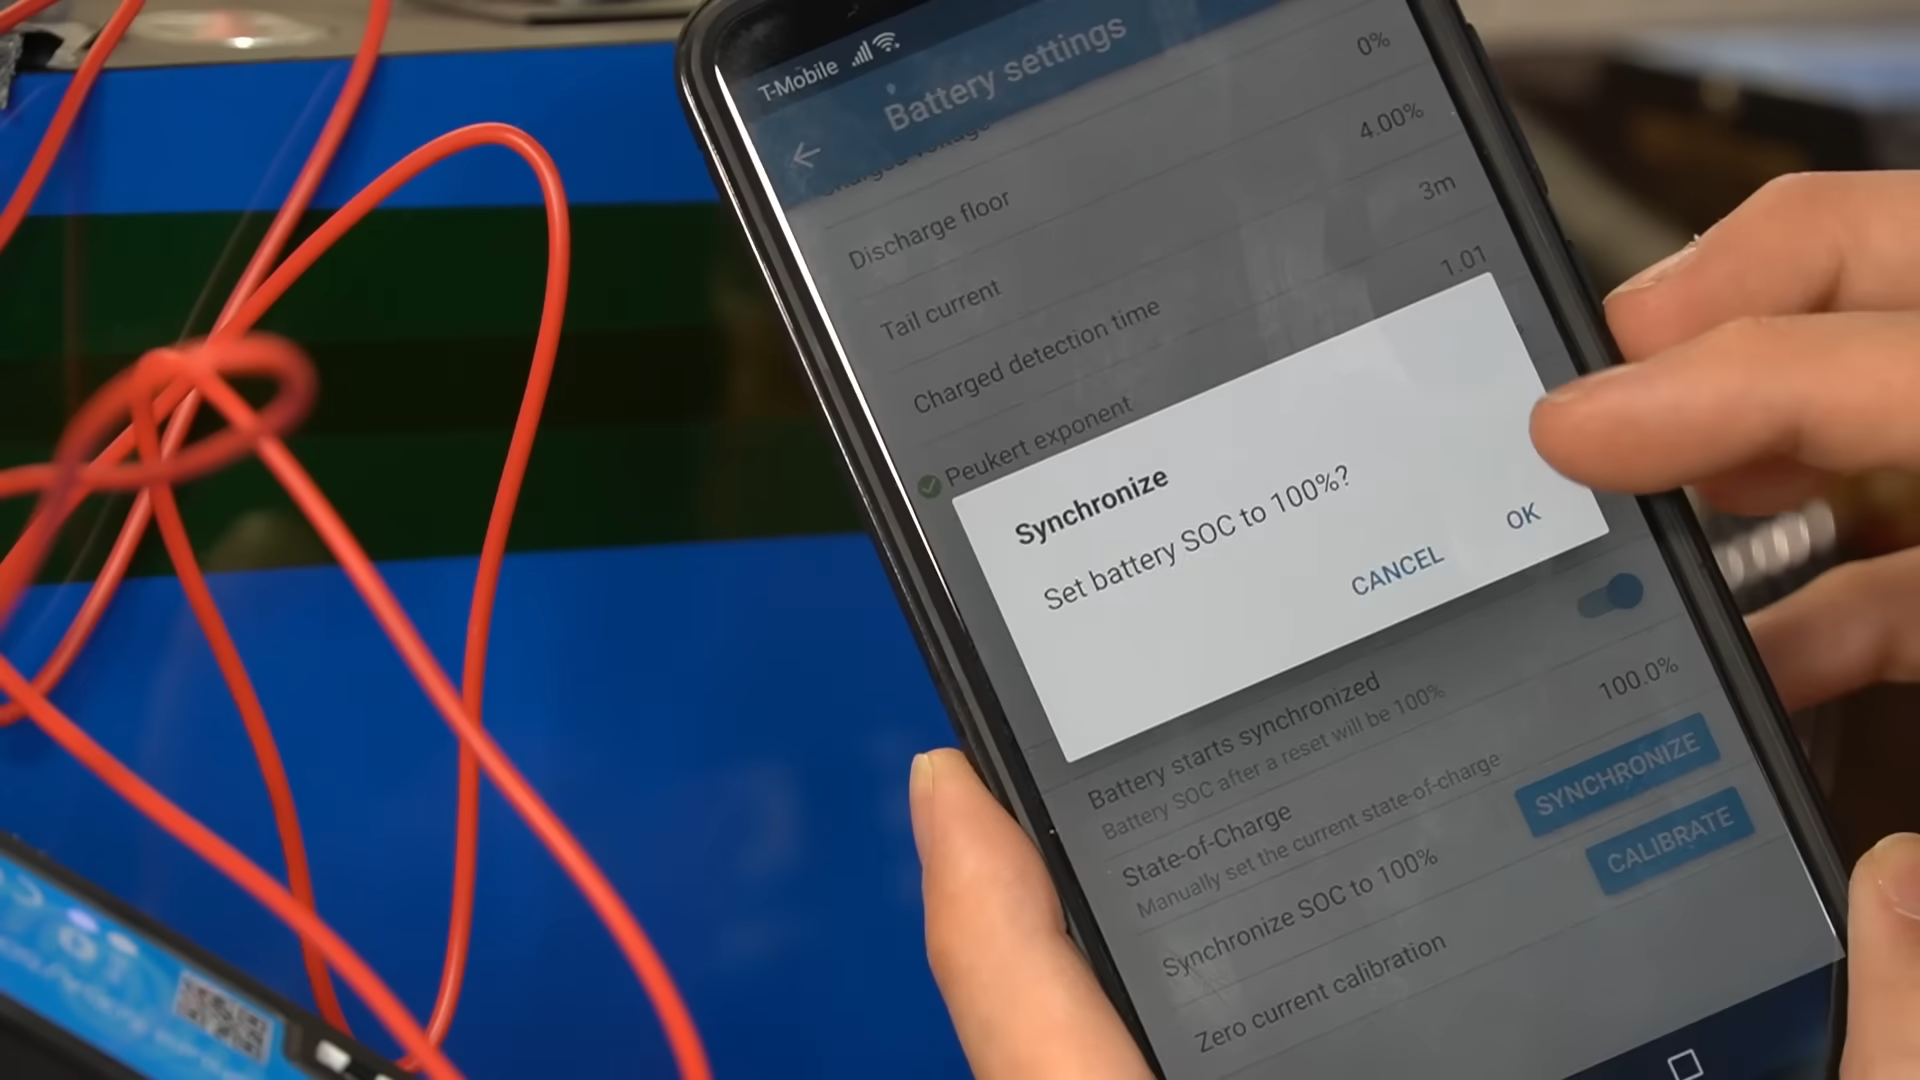 T-Mobile
Battery settings
Charged voltage
Discharge floor 0%
Tail current 4.00%
Charged detection time 3m
Peukert exponent 1.01
Synchronize
Set battery SOC to 100%?
CANCEL OK
Battery starts synchronized
Battery SOC after a reset will be 100%
State-of-Charge 100.0%
Manually set the current state-of-charge
Synchronize SOC to 100% SYNCHRONIZE
Zero current calibration CALIBRATE